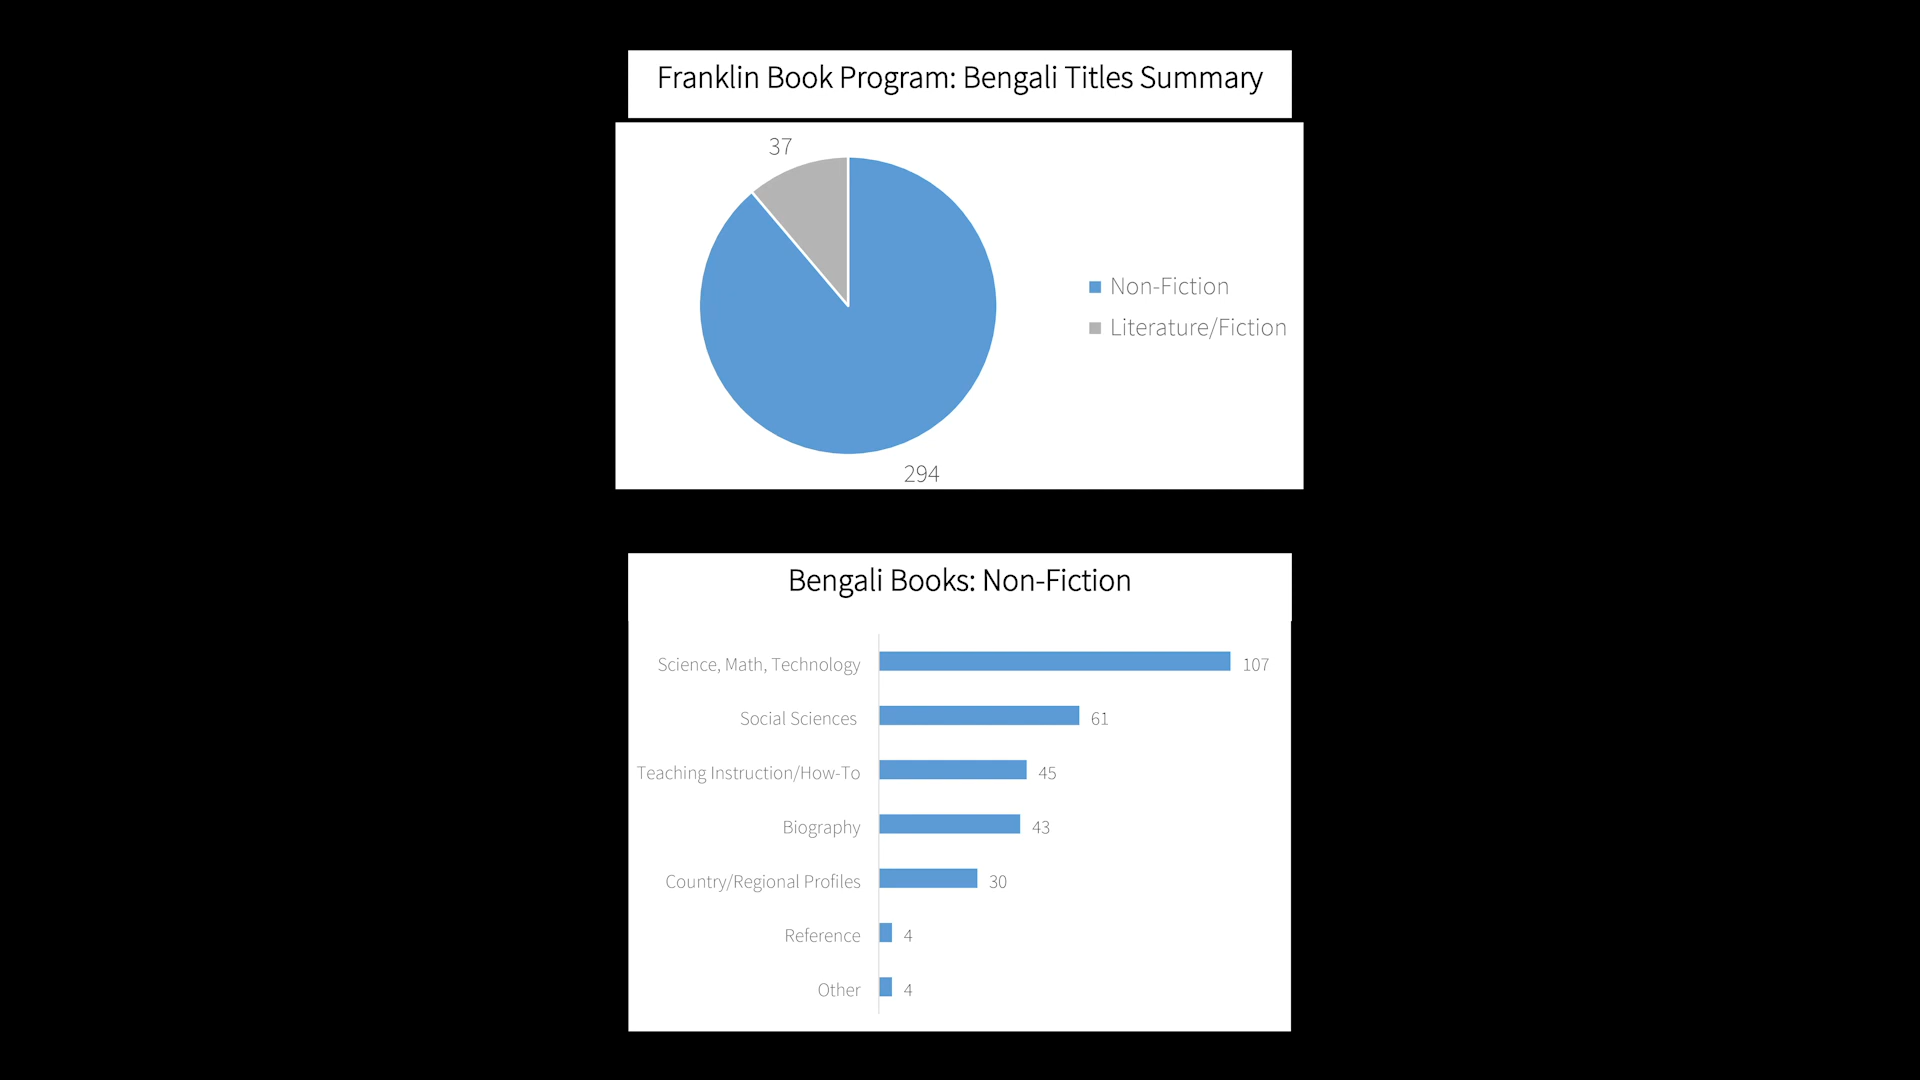 Franklin Book Program: Bengali Titles Summary
37
Non-Fiction
Literature/Fiction
294
Bengali Books: Non-Fiction
Science, Math, Technology 107
Social Sciences 61
Teaching Instruction/How-To 45
Biography 43
Country/Regional Profiles 30
Reference 4
Other 4